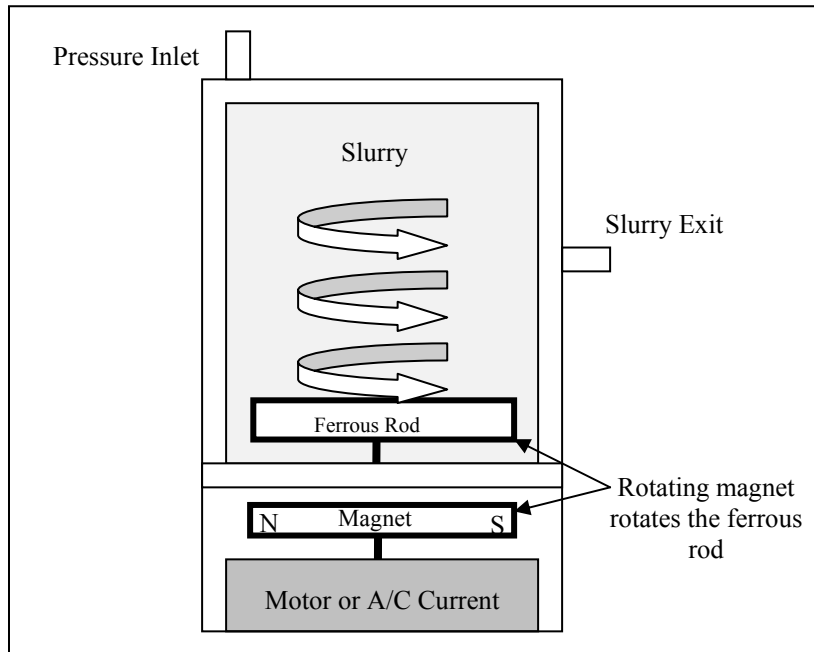 Pressure Inlet
Slurry
Slurry Exit
Ferrous Rod
Rotating magnet
rotates the ferrous
rod
N Magnet S
Motor or A/C Current